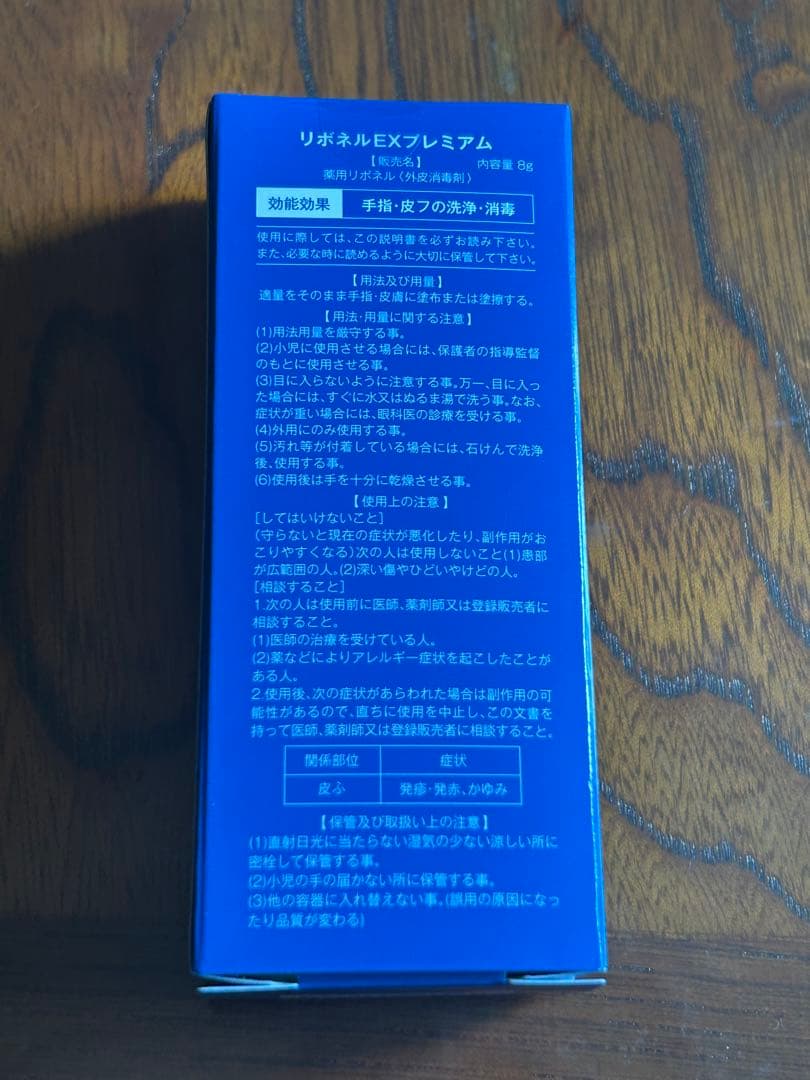 リボネルEXプレミアム
【販売名】 内容量 8g
薬用リボネル〈外皮消毒剤〉
効能効果 手指・皮フの洗浄・消毒
使用に際しては、この説明書を必ずお読み下さい。
また、必要な時に読めるように大切に保管して下さい。
【用法及び用量】
適量をそのまま手指・皮膚に塗布または塗擦する。
【用法・用量に関する注意】
(1)用法用量を厳守する事。
(2)小児に使用させる場合には、保護者の指導監督
のもとに使用させる事。
(3)目に入らないように注意する事。万一、目に入っ
た場合には、すぐに水又はぬるま湯で洗う事。なお、
症状が重い場合には、眼科医の診療を受ける事。
(4)外用にのみ使用する事。
(5)汚れ等が付着している場合には、石けんで洗浄
後、使用する事。
(6)使用後は手を十分に乾燥させる事。
【使用上の注意】
[してはいけないこと]
(守らないと現在の症状が悪化したり、副作用がお
こりやすくなる)次の人は使用しないこと(1)患部
が広範囲の人。(2)深い傷やひどいやけどの人。
[相談すること]
1.次の人は使用前に医師、薬剤師又は登録販売者に
相談すること。
(1)医師の治療を受けている人。
(2)薬などによりアレルギー症状を起こしたことが
ある人。
2.使用後、次の症状があらわれた場合は副作用の可
能性があるので、直ちに使用を中止し、この文書を
持って医師、薬剤師又は登録販売者に相談すること。
関係部位 症状
皮ふ 発疹・発赤、かゆみ
【保管及び取扱い上の注意】
(1)直射日光に当たらない湿気の少ない涼しい所に
密栓して保管する事。
(2)小児の手の届かない所に保管する事。
(3)他の容器に入れ替えない事。(誤用の原因になっ
たり品質が変わる)